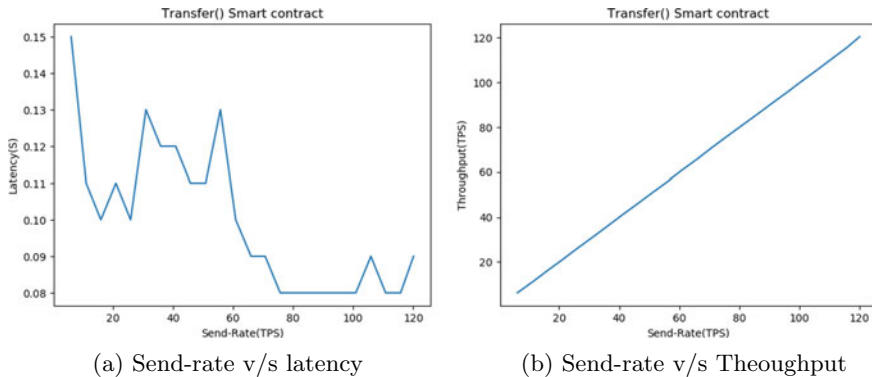 Transfer() Smart contract
Latency(S)
0.15
0.14
0.13
0.12
0.11
0.10
0.09
0.08
20 40 60 80 100 120
Send-Rate(TPS)
(a) Send-rate v/s latency
Transfer() Smart contract
Throughput(TPS)
120
100
80
60
40
20
20 40 60 80 100 120
Send-Rate(TPS)
(b) Send-rate v/s Theoughput